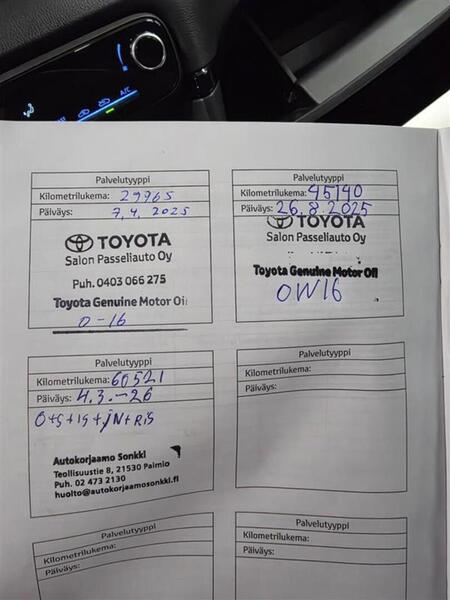 A/C
Palvelutyyppi
Kilometrilukema: 29765
Päiväys: 7.4.2025
TOYOTA
Salon Passeliauto Oy
Puh. 0403 066 275
Toyota Genuine Motor Oil
0-16
Palvelutyyppi
Kilometrilukema: 45140
Päiväys: 26.8.2025
TOYOTA
Salon Passeliauto Oy
Toyota Genuine Motor Oil
0W16
Palvelutyyppi
Kilometrilukema: 60521
Päiväys: 4.3.-26
Autokorjaamo Sonkki
Teollisuustie 8, 21530 Paimio
Puh. 02 473 2130
huolto@autokorjaamosonkki.fi
Palvelutyyppi
Kilometrilukema:
Päiväys:
Palvelutyyppi
Kilometrilukema:
Päiväys:
Palvelutyyppi
Kilometrilukema:
Päiväys: